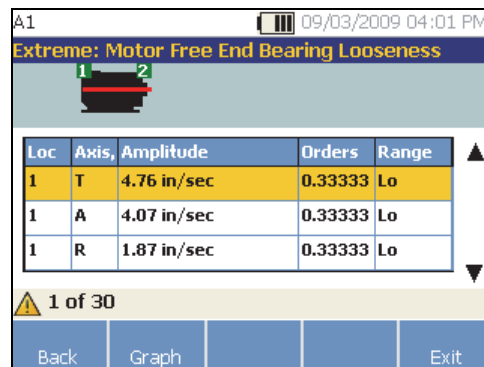 A1 09/03/2009 04:01 PM
Extreme: Motor Free End Bearing Looseness
1 2
Loc Axis, Amplitude Orders Range
1 T 4.76 in/sec 0.33333 Lo
1 A 4.07 in/sec 0.33333 Lo
1 R 1.87 in/sec 0.33333 Lo
1 of 30
Back Graph Exit